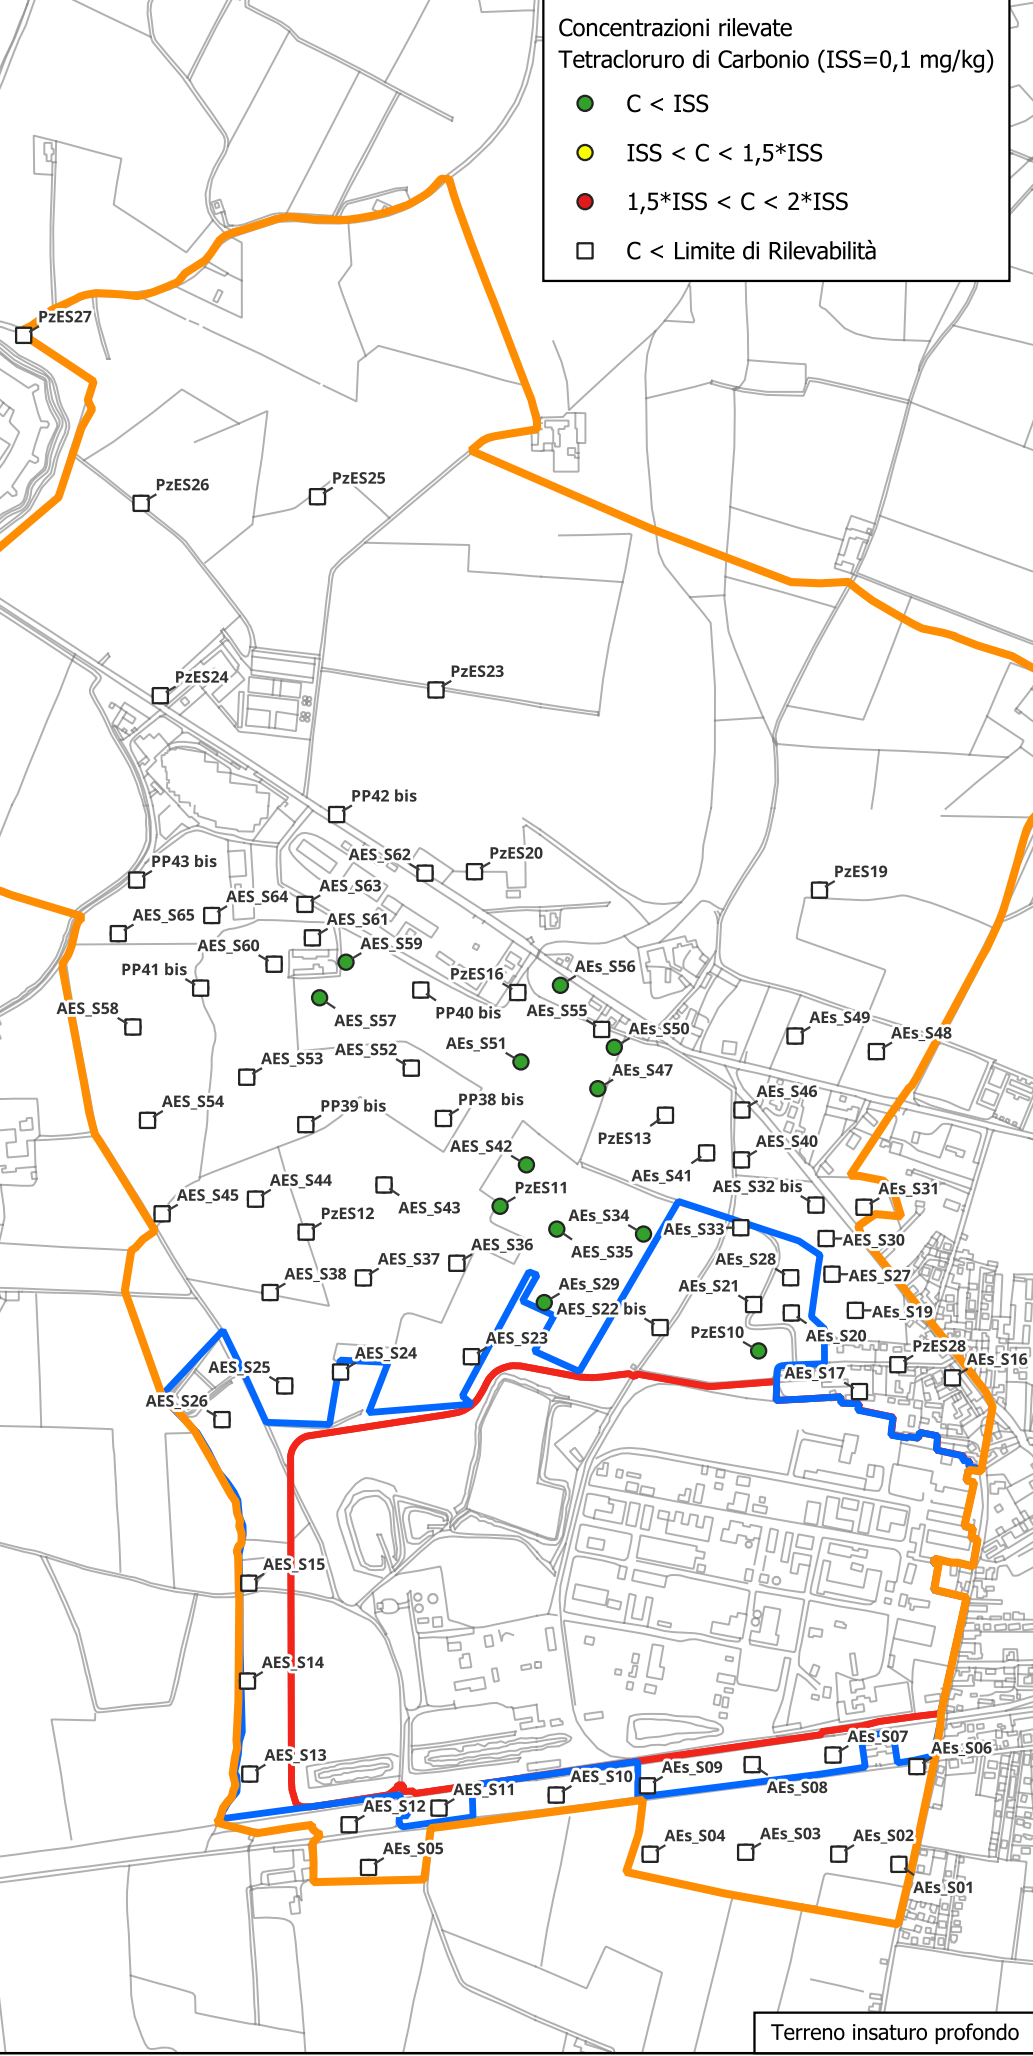 Concentrazioni rilevate
Tetracloruro di Carbonio (ISS=0,1 mg/kg)
C < ISS
ISS < C < 1,5*ISS
1,5*ISS < C < 2*ISS
C < Limite di Rilevabilità
PzES27
PzES26
PzES25
PzES24
PzES23
PP42 bis
AES_S62
PzES20
PP43 bis
PzES19
AES_S64
AES_S63
AES_S65
AES_S61
AES_S60
AES_S59
PP41 bis
PzES16
AEs_S56
AES_S58
AES_S57
PP40 bis
AEs_S55
AEs_S50
AEs_S49
AEs_S48
AES_S53
AES_S52
AEs_S51
AEs_S47
AES_S54
PP39 bis
PP38 bis
AEs_S46
PzES13
AES_S42
AEs_S41
AEs_S40
AES_S45
AES_S44
AES_S43
PzES11
AES_S32 bis
AEs_S31
PzES12
AEs_S34
AEs_S33
AES_S35
AEs_S30
AES_S38
AES_S37
AES_S36
AES_S28
AEs_S27
AEs_S29
AES_S21
AES_S22 bis
AEs_S19
AEs_S20
PzES10
AES_S23
PzES28
AES_S25
AES_S24
AEs_S17
AEs_S16
AES_S26
AES_S15
AES_S14
AES_S13
AEs_S07
AEs_S06
AES_S12
AES_S11
AES_S10
AEs_S09
AEs_S08
AEs_S05
AEs_S04
AEs_S03
AEs_S02
AEs_S01
Terreno insaturo profondo